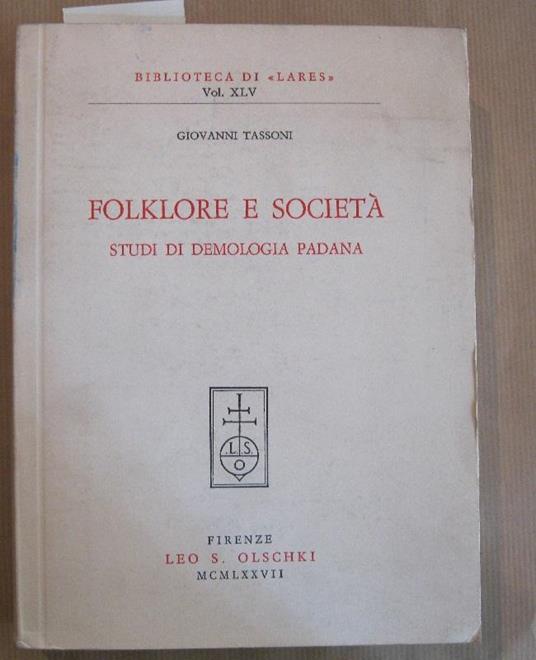 BIBLIOTECA DI «LARES»
Vol. XLV
GIOVANNI TASSONI
FOLKLORE E SOCIETÀ
STUDI DI DEMOLOGIA PADANA
.L.S.
O
FIRENZE
LEO S. OLSCHKI
MCMLXXVII